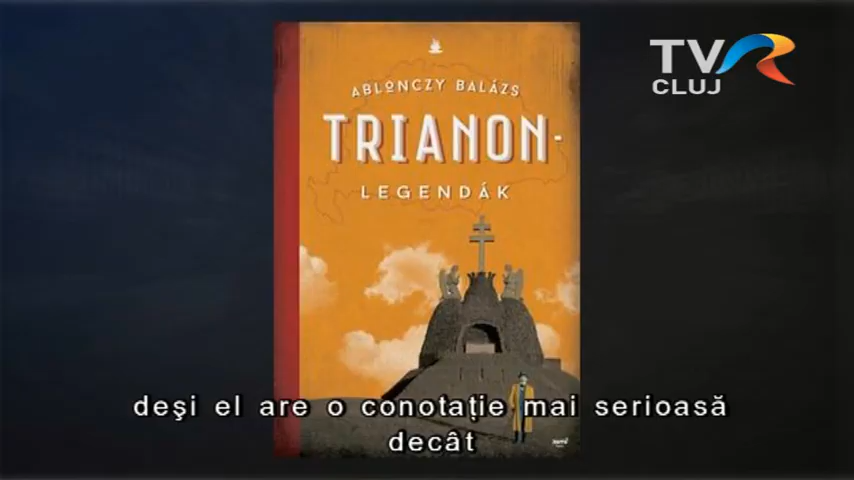 TVR
CLUJ
ABLONCZY BALÁZS
TRIANON-
LEGENDÁK
deşi el are o conotaţie mai serioasă
decât